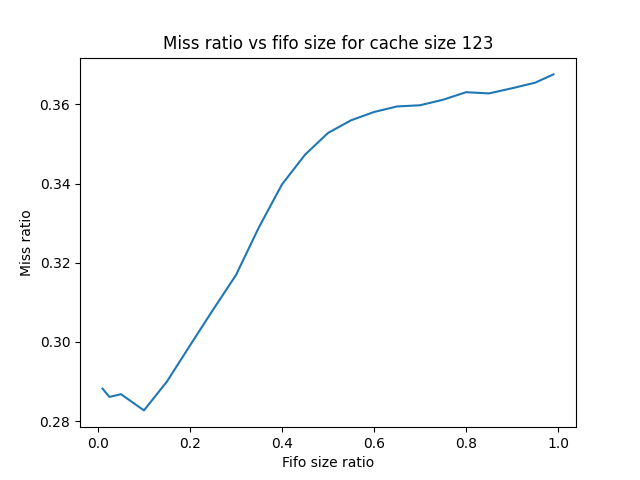 Miss ratio vs fifo size for cache size 123
Miss ratio
0.36
0.34
0.32
0.30
0.28
0.0 0.2 0.4 0.6 0.8 1.0
Fifo size ratio